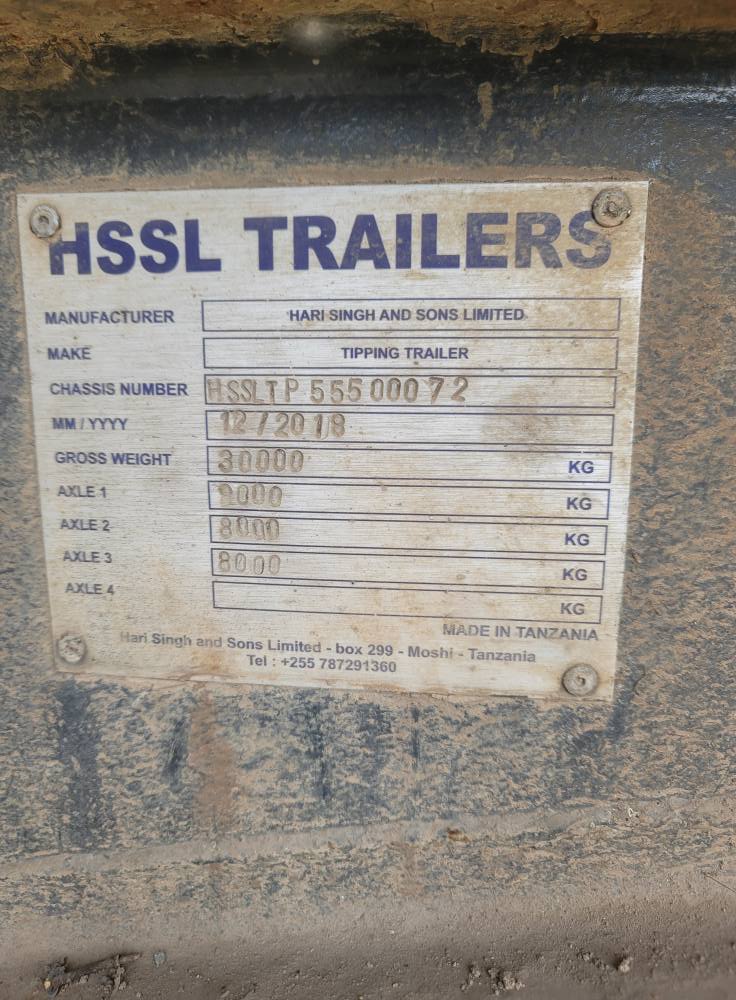 HSSL TRAILERS
MANUFACTURER HARI SINGH AND SONS LIMITED
MAKE TIPPING TRAILER
CHASSIS NUMBER HSSLTP55500072
MM / YYYY 12/2018
GROSS WEIGHT 30000 KG
AXLE 1 8000 KG
AXLE 2 8000 KG
AXLE 3 8000 KG
AXLE 4 KG
MADE IN TANZANIA
Hari Singh and Sons Limited - box 299 - Moshi - Tanzania
Tel : +255 787291360